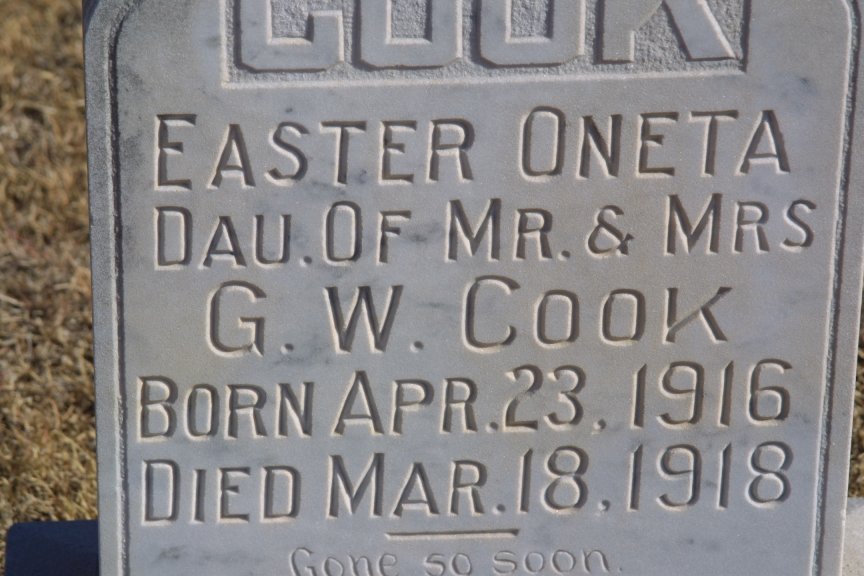 COOK
EASTER ONETA
DAU. OF MR. & MRS
G. W. COOK
BORN APR. 23, 1916
DIED MAR. 18, 1918
Gone so soon.